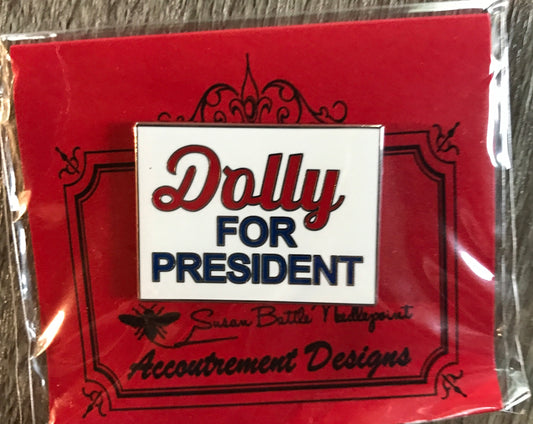 Dolly
FOR
PRESIDENT
Susan Battle Needlepoint
Accoutrement Designs